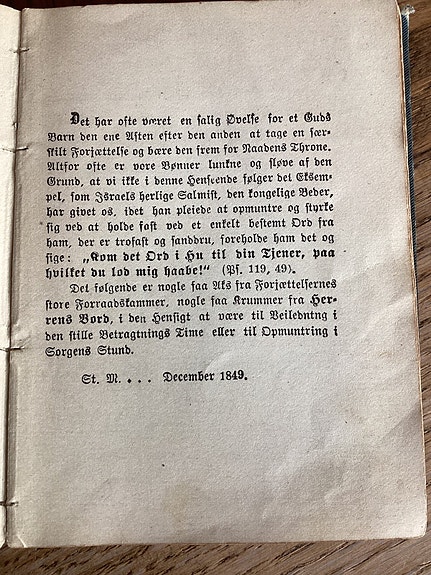 Det har ofte været en salig Øvelse for et Guds
Barn den ene Aften efter den anden at tage en sær-
skilt Forjættelse og bære den frem for Naadens Throne.
Altfor ofte er vore Bønner lunkne og sløve af den
Grund, at vi ikke i denne Henseende følger det Eksem-
pel, som Israels herlige Salmist, den kongelige Beder,
har givet os, idet han pleiede at opmuntre og styrke
sig ved at holde fast ved et enkelt bestemt Ord fra
ham, der er trofast og sanddru, foreholde ham det og
sige: „Kom det Ord i Hu til din Tjener, paa
hvilket du lod mig haabe!“ (Ps. 119, 49).
Det følgende er nogle faa Aks fra Forjættelsernes
store Forraadskammer, nogle faa Krummer fra Her-
rens Bord, i den Hensigt at være til Veiledntng i
den stille Betragtnings Time eller til Opmuntring i
Sorgens Stund.
St. M. . . . December 1849.